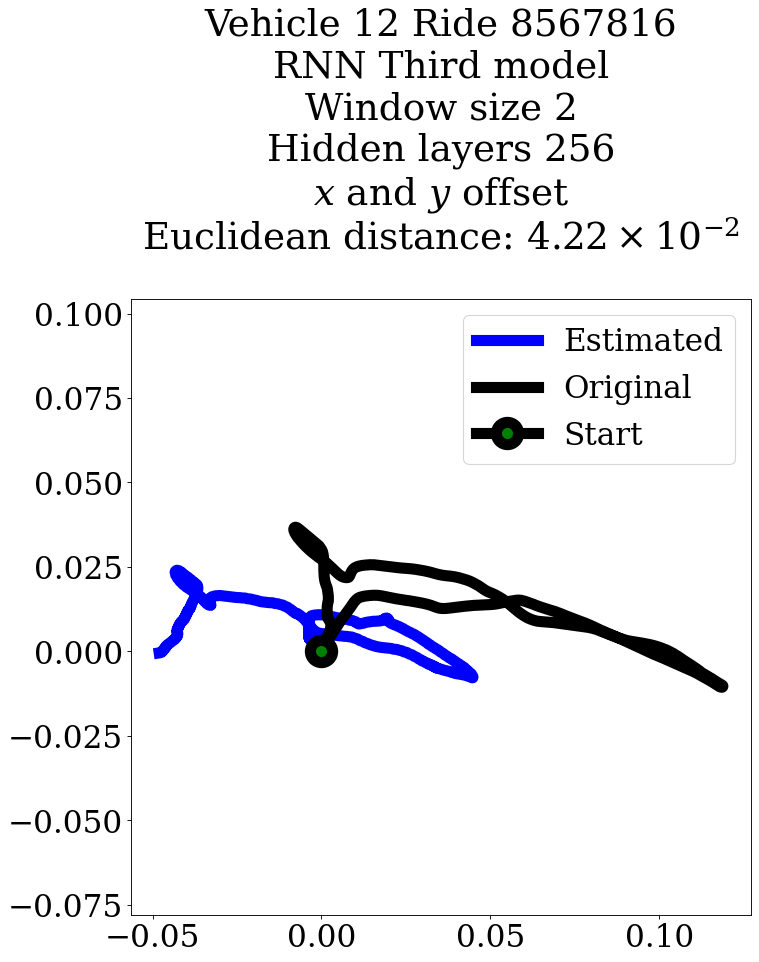 Vehicle 12 Ride 8567816
RNN Third model
Window size 2
Hidden layers 256
x and y offset
Euclidean distance: 4.22 × 10⁻²
Estimated
Original
Start
0.100
0.075
0.050
0.025
0.000
−0.025
−0.050
−0.075
−0.05 0.00 0.05 0.10